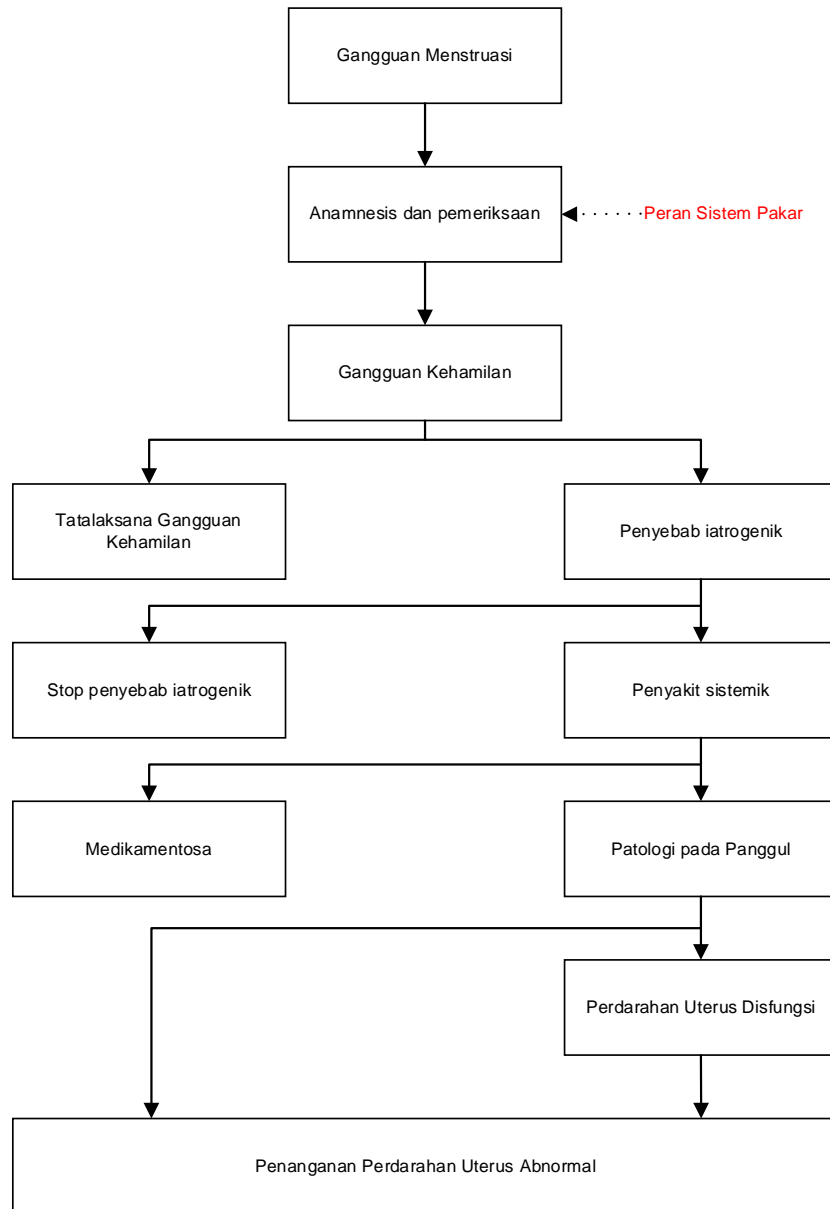 Gangguan Menstruasi
Anamnesis dan pemeriksaan
Peran Sistem Pakar
Gangguan Kehamilan
Tatalaksana Gangguan
Kehamilan
Penyebab iatrogenik
Stop penyebab iatrogenik
Penyakit sistemik
Medikamentosa
Patologi pada Panggul
Perdarahan Uterus Disfungsi
Penanganan Perdarahan Uterus Abnormal